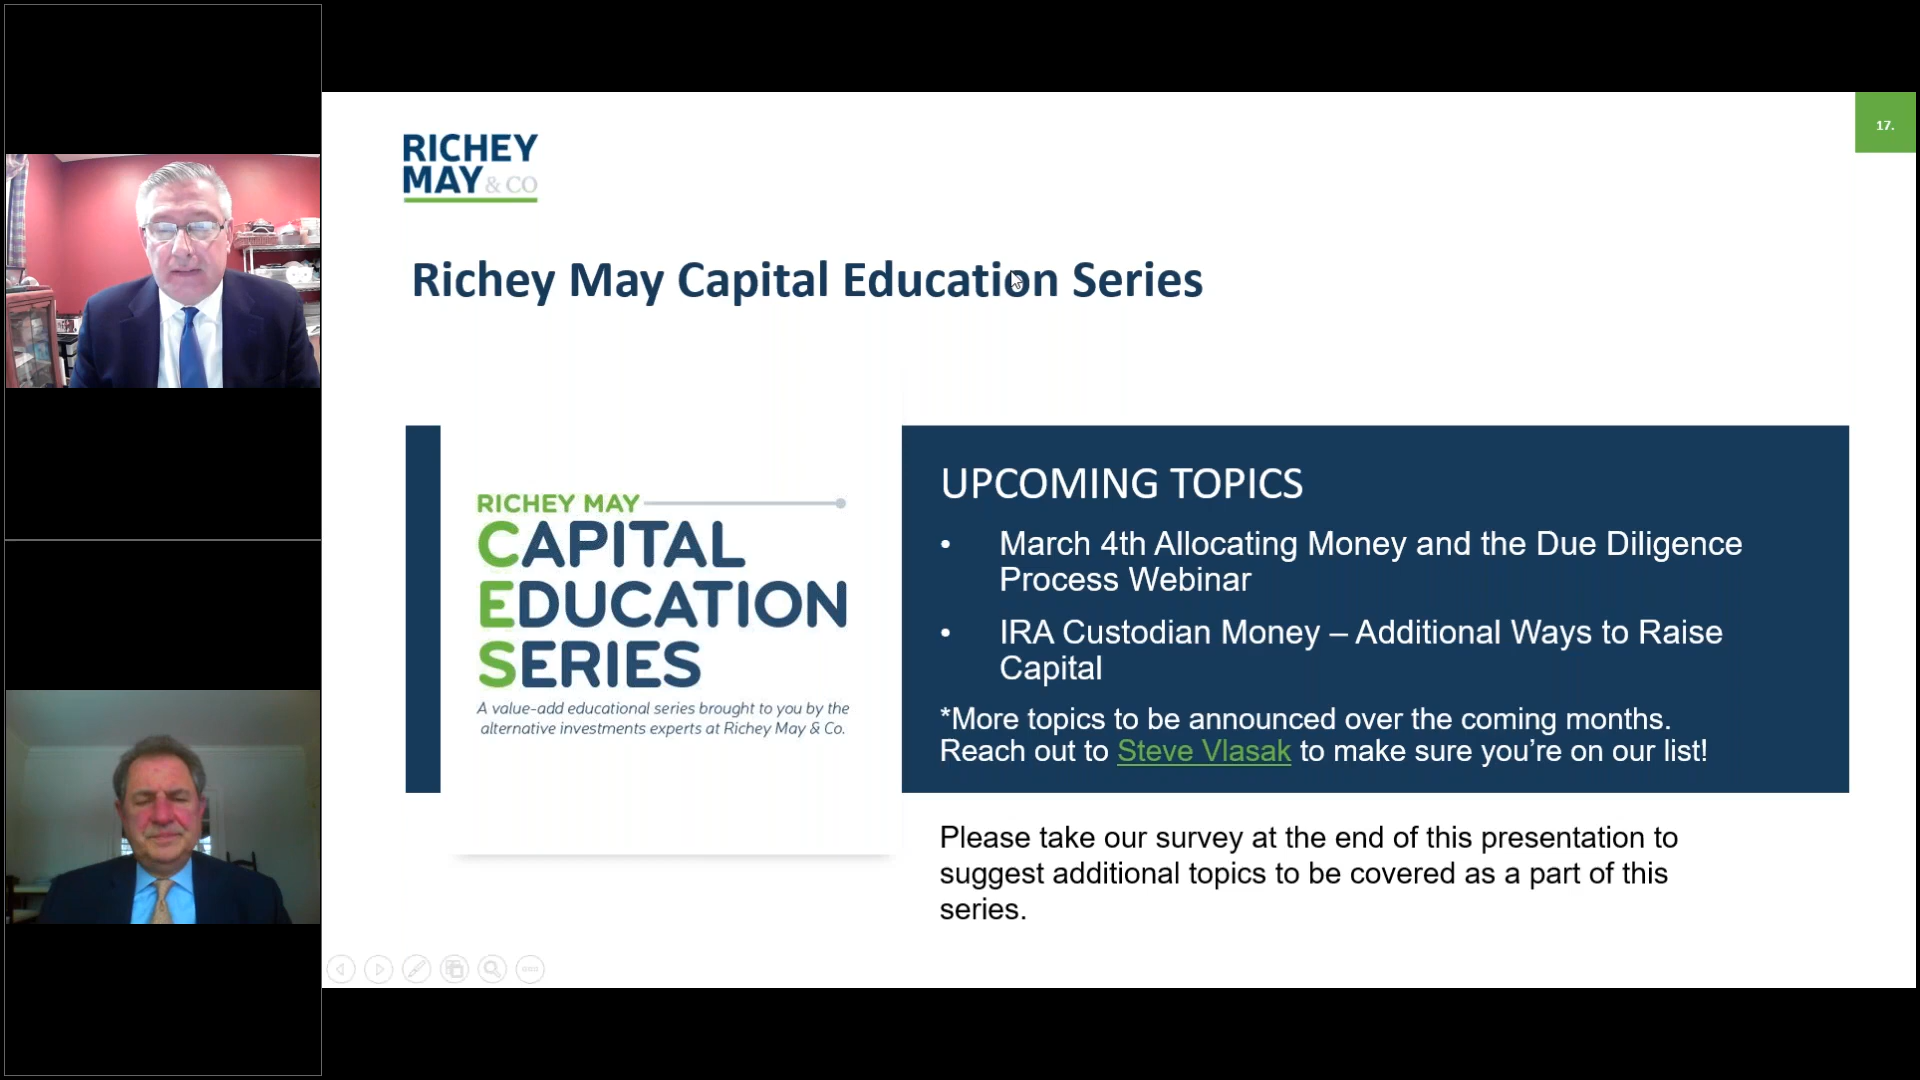 17.
RICHEY
MAY & CO
Richey May Capital Education Series
RICHEY MAY
CAPITAL
EDUCATION
SERIES
A value-add educational series brought to you by the
alternative investments experts at Richey May & Co.
UPCOMING TOPICS
• March 4th Allocating Money and the Due Diligence
Process Webinar
• IRA Custodian Money – Additional Ways to Raise
Capital
*More topics to be announced over the coming months.
Reach out to Steve Vlasak to make sure you’re on our list!
Please take our survey at the end of this presentation to
suggest additional topics to be covered as a part of this
series.